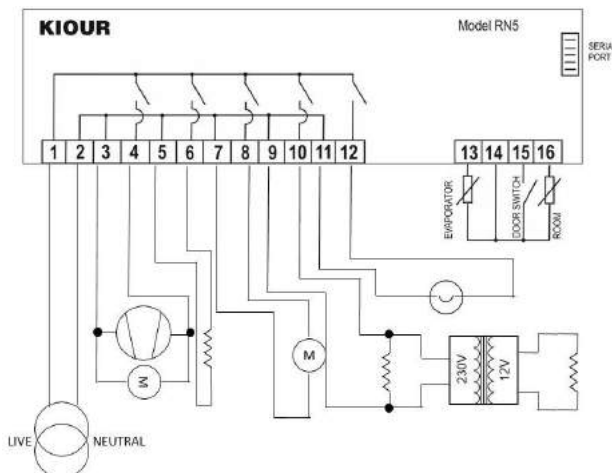 KIOUR
Model RN5
SERIA
PORT
1 2 3 4 5 6 7 8 9 10 11 12
13 14 15 16
EVAPORATOR
DOOR SWITCH
ROOM
M
M
230V
12V
LIVE
NEUTRAL